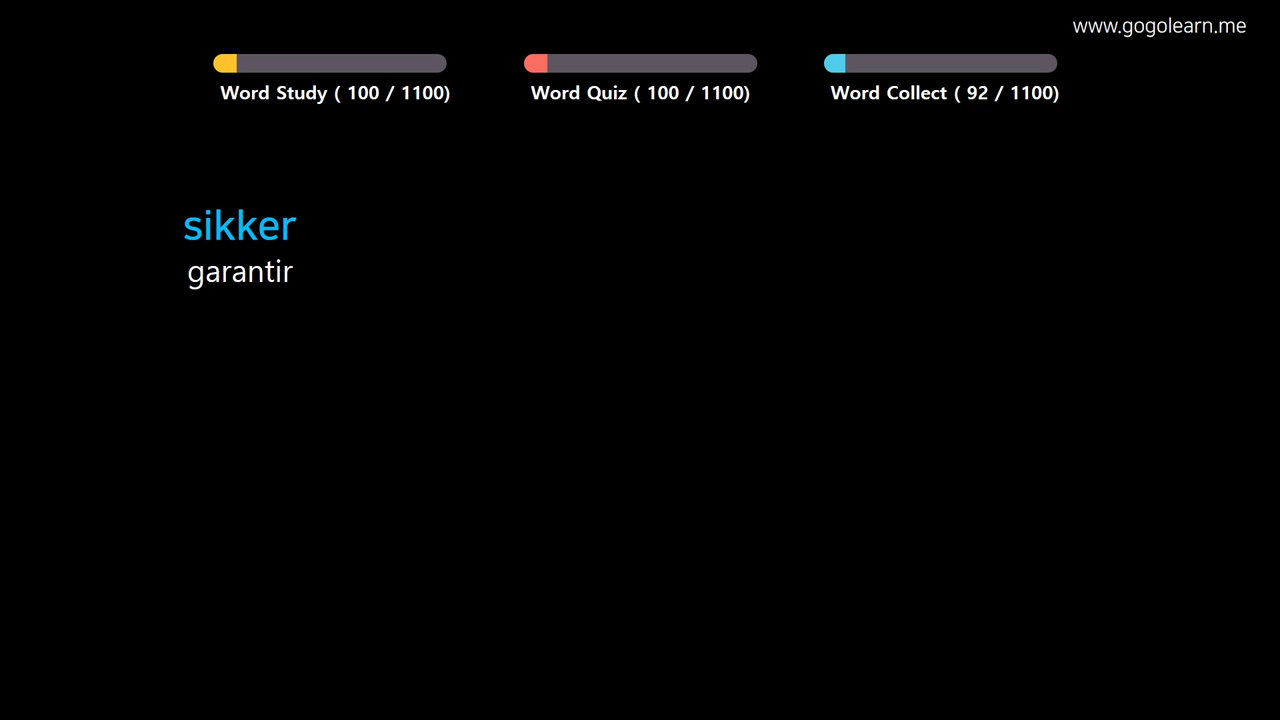 www.gogolearn.me
Word Study ( 100 / 1100)
Word Quiz ( 100 / 1100)
Word Collect ( 92 / 1100)
sikker
garantir